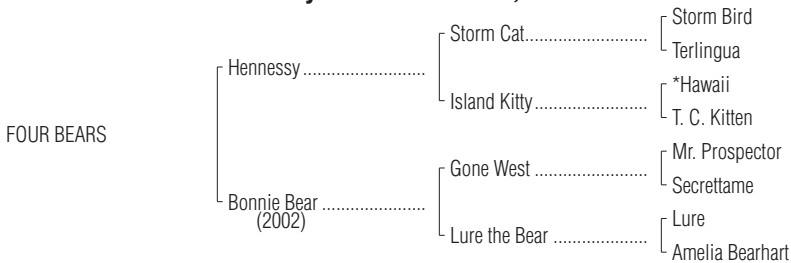 Storm Bird
Storm Cat..............................
Terlingua
Hennessy ..............................
*Hawaii
Island Kitty............................
T. C. Kitten
FOUR BEARS
Mr. Prospector
Gone West ............................
Secrettame
Bonnie Bear .........................
(2002)
Lure
Lure the Bear .......................
Amelia Bearhart